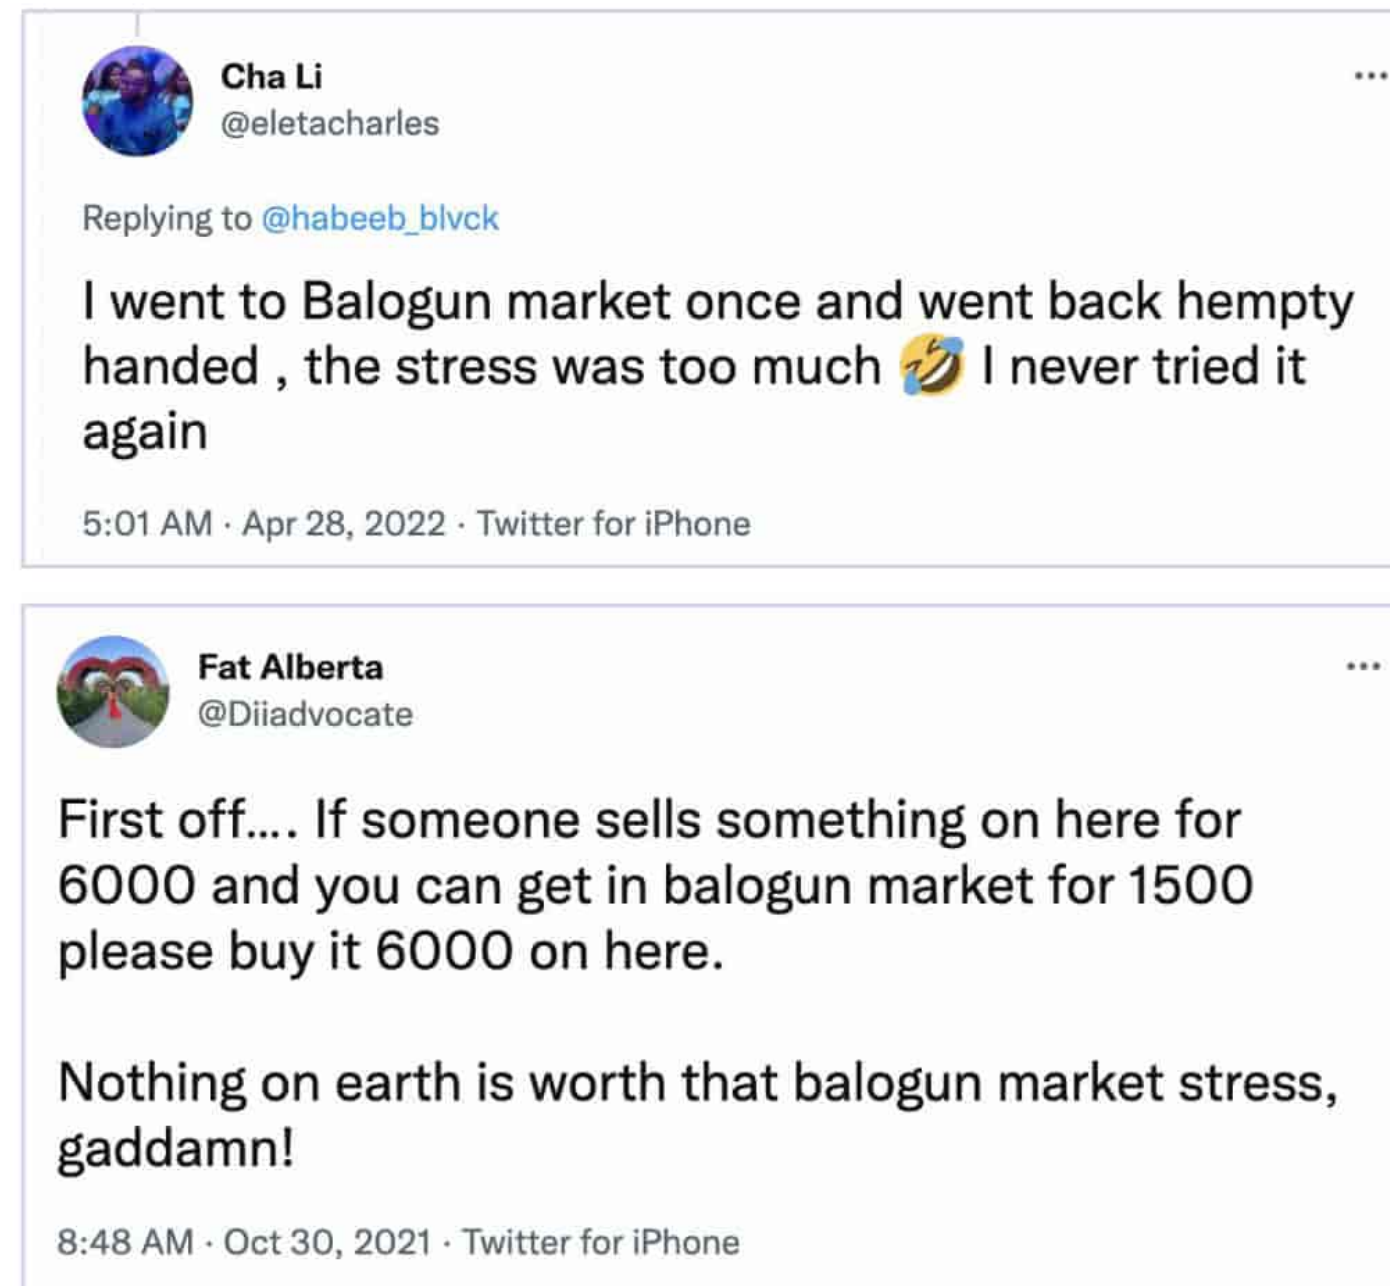 Cha Li
@eletacharles
Replying to @habeeb_blvck
I went to Balogun market once and went back hempty
handed , the stress was too much 🤣 I never tried it
again
5:01 AM · Apr 28, 2022 · Twitter for iPhone
Fat Alberta
@Diiadvocate
First off.... If someone sells something on here for
6000 and you can get in balogun market for 1500
please buy it 6000 on here.
Nothing on earth is worth that balogun market stress,
gaddamn!
8:48 AM · Oct 30, 2021 · Twitter for iPhone